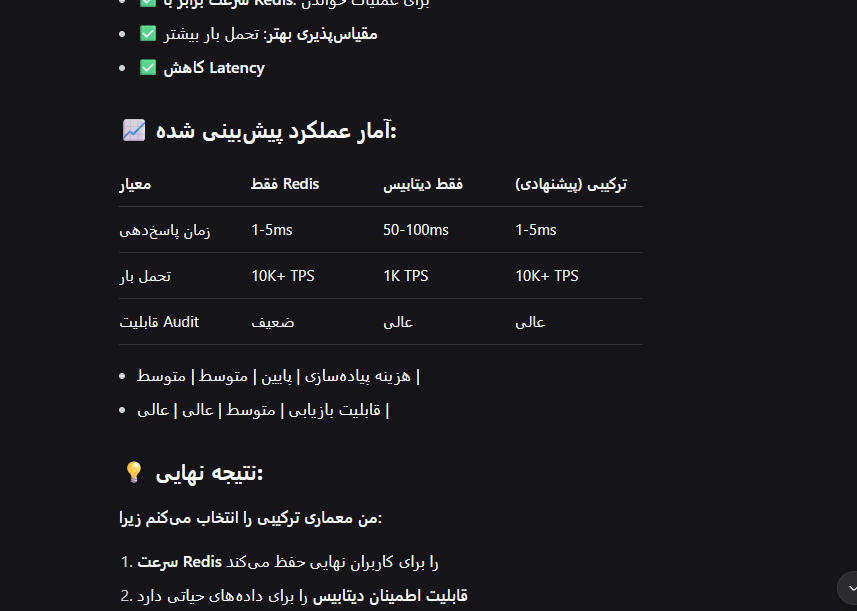 برای عملیات خواندن :Redis سرعت برابر با ✅
✅ مقیاس‌پذیری بهتر: تحمل بار بیشتر
✅ کاهش Latency
📈 آمار عملکرد پیش‌بینی شده:
معیار | فقط Redis | فقط دیتابیس | ترکیبی (پیشنهادی)
زمان پاسخ‌دهی | 1-5ms | 50-100ms | 1-5ms
تحمل بار | 10K+ TPS | 1K TPS | 10K+ TPS
قابلیت Audit | ضعیف | عالی | عالی
| هزینه پیاده‌سازی | پایین | متوسط | متوسط
| قابلیت بازیابی | متوسط | عالی | عالی
💡 نتیجه نهایی:
من معماری ترکیبی را انتخاب می‌کنم زیرا:
1. سرعت Redis را برای کاربران نهایی حفظ می‌کند
2. قابلیت اطمینان دیتابیس را برای داده‌های حیاتی دارد